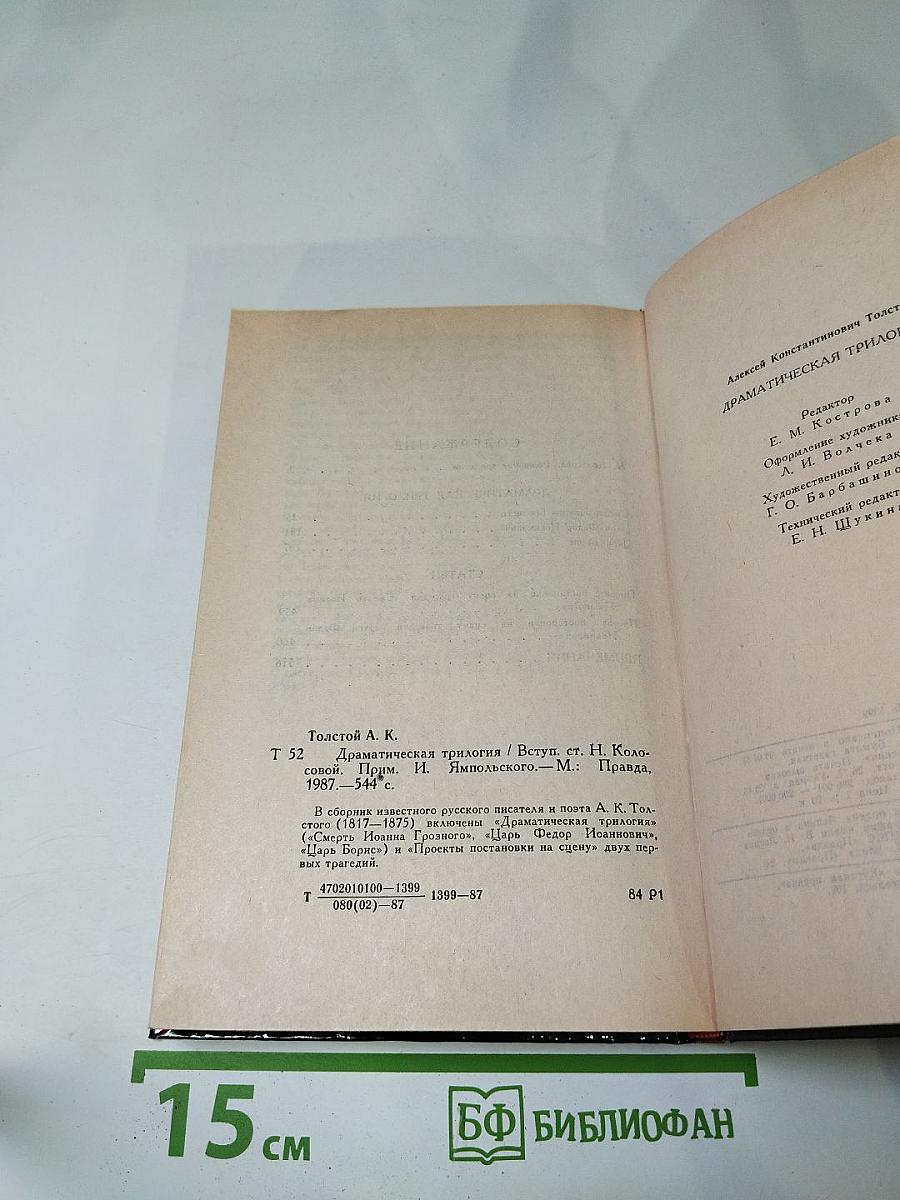 Толстой А. К.
Т 52 Драматическая трилогия / Вступ. ст. Н. Коло-
совой. Прим. И. Ямпольского.— М.: Правда,
1987.—544 с.
В сборник известного русского писателя и поэта А. К. Тол-
стого (1817—1875) включены «Драматическая трилогия»
(«Смерть Иоанна Грозного», «Царь Федор Иоаннович»,
«Царь Борис») и «Проекты постановки на сцену» двух пер-
вых трагедий.
Т 4702010100—1399 1399—87 84 Р1
080(02)—87
Алексей Константинович Толст
ДРАМАТИЧЕСКАЯ ТРИЛОГ
Редактор
Е. М. Кострова
Оформление художника
Л. И. Волчека
Художественный редак
Г. О. Барбашино
Технический редакт
Е. Н. Щукина
15 см
БФ БИБЛИОФАН